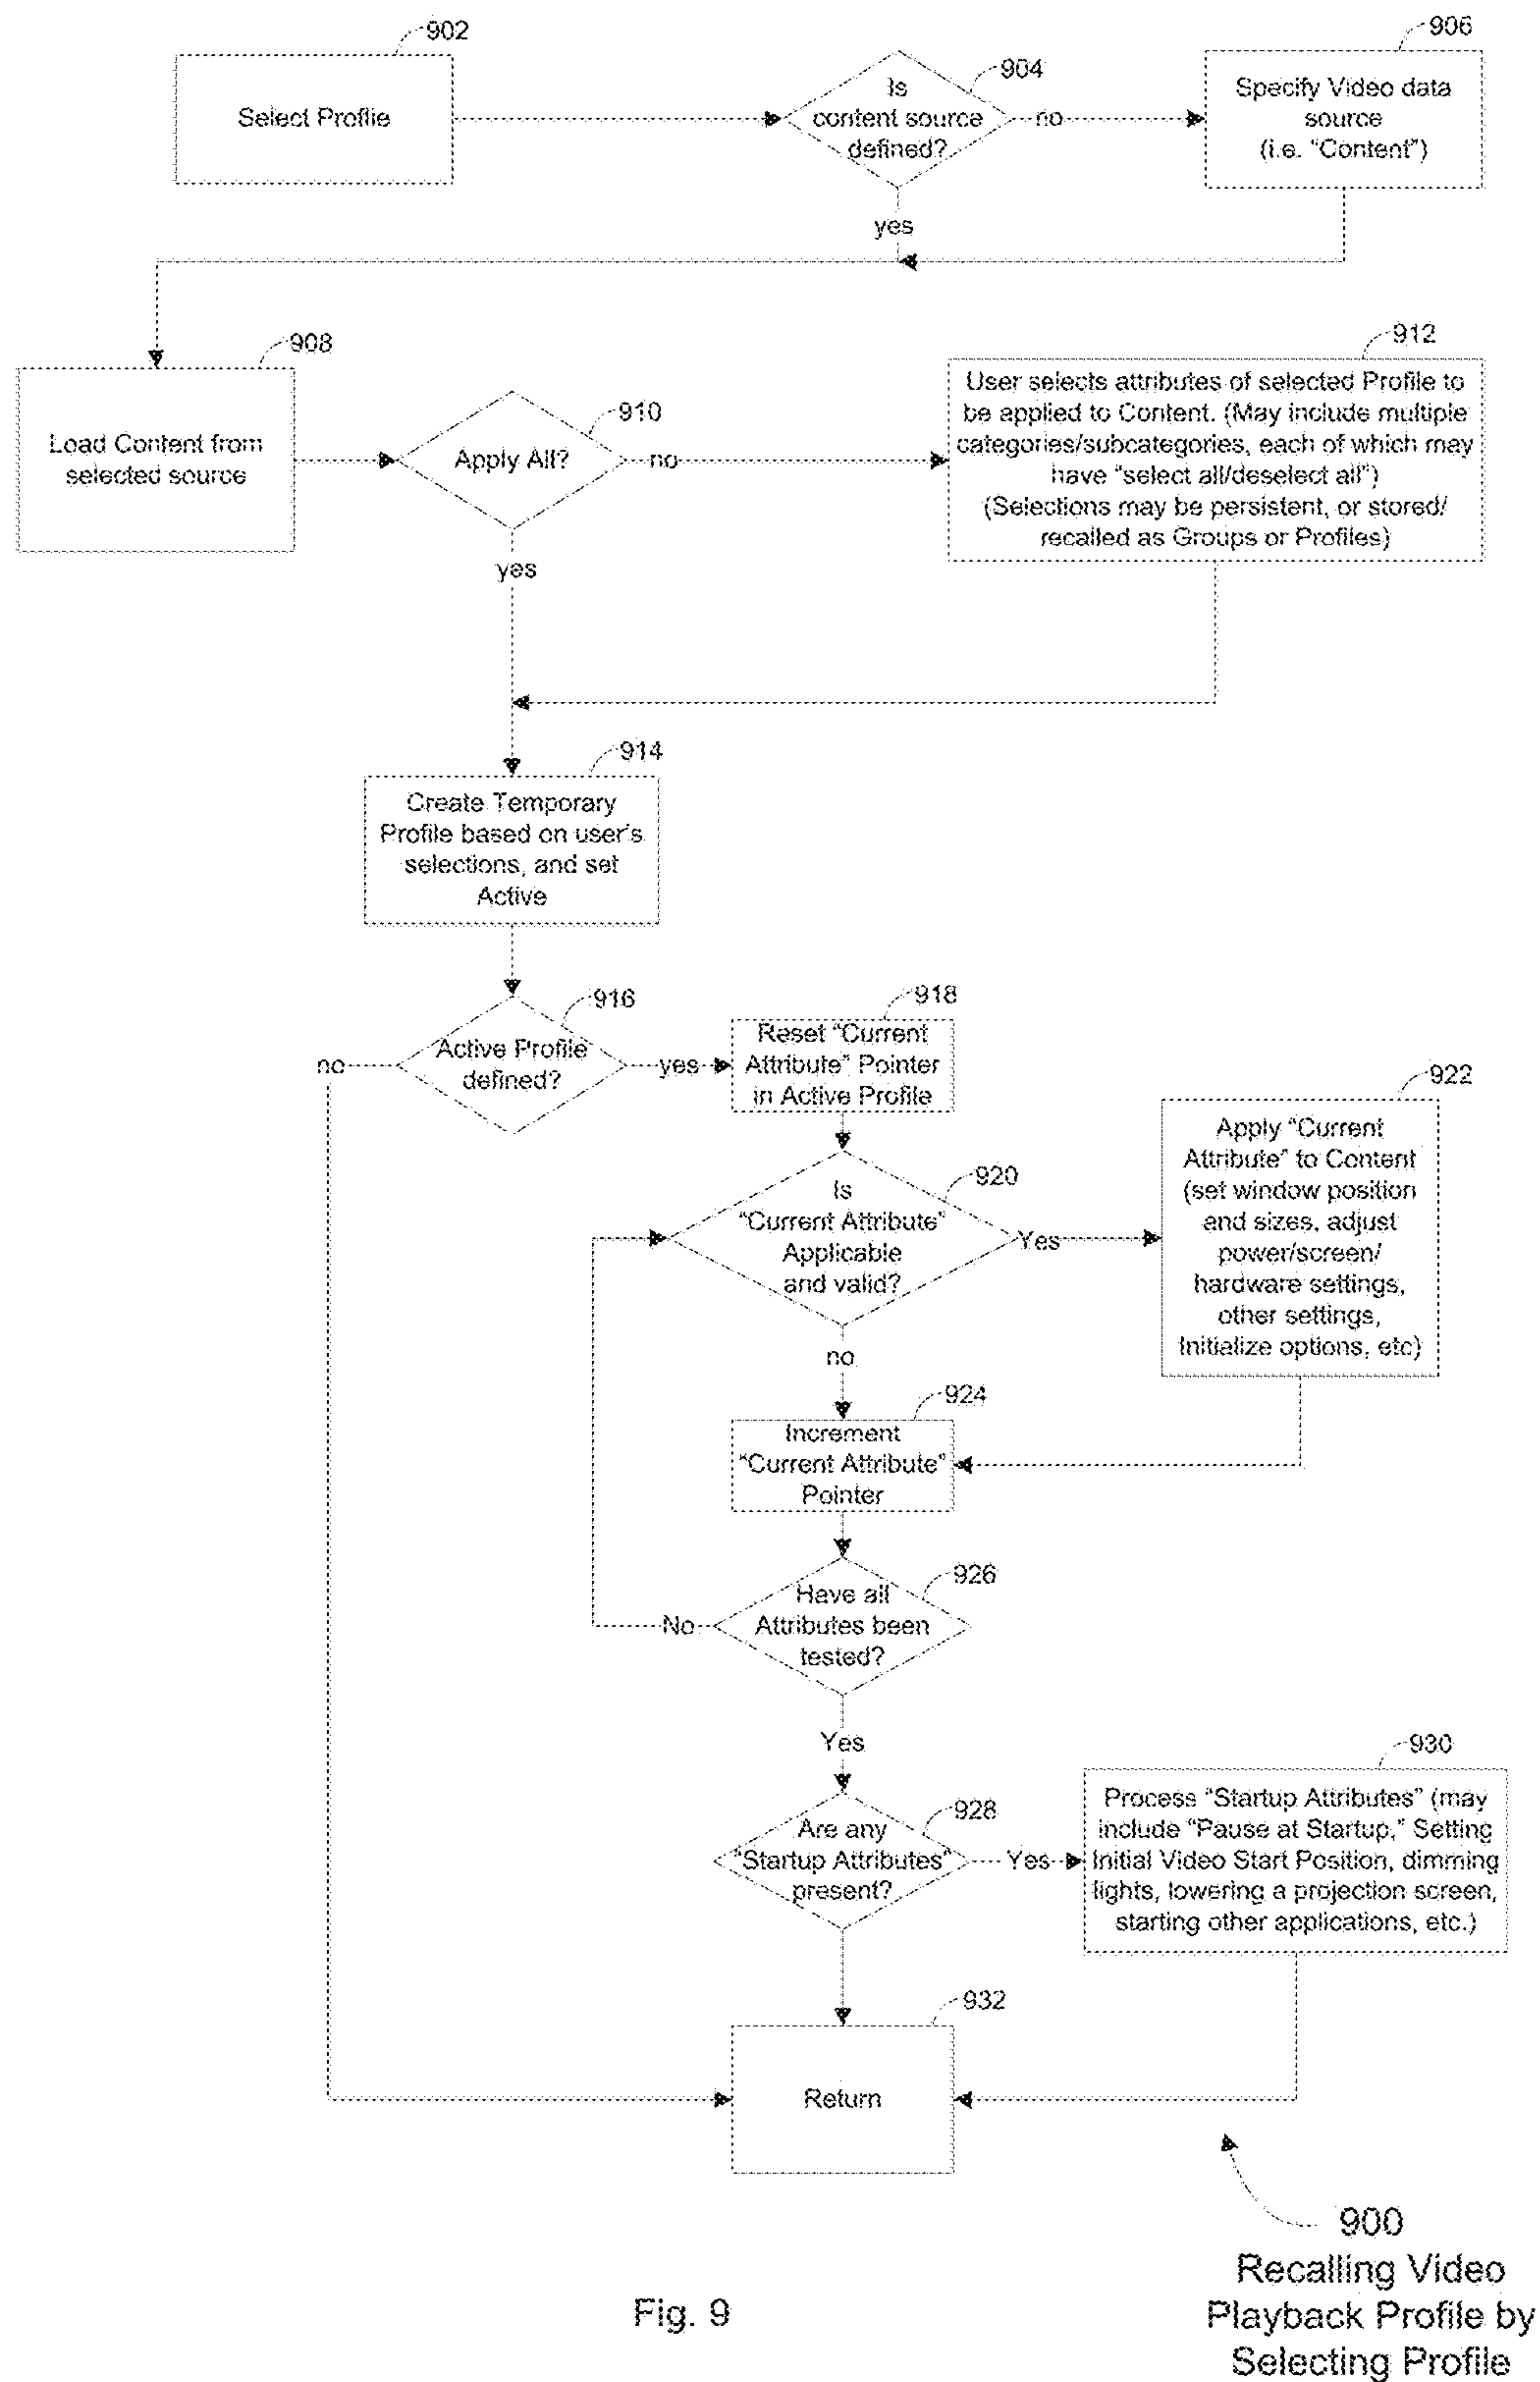 902
Select Profile
904
Is
content source
defined?
no
yes
906
Specify Video data
source
(i.e. “Content”)
908
Load Content from
selected source
910
Apply All?
no
yes
912
User selects attributes of selected Profile to
be applied to Content. (May include multiple
categories/subcategories, each of which may
have “select all/deselect all”)
(Selections may be persistent, or stored/
recalled as Groups or Profiles)
914
Create Temporary
Profile based on user's
selections, and set
Active
916
Active Profile
defined?
no
yes
918
Reset “Current
Attribute” Pointer
in Active Profile
920
Is
“Current Attribute”
Applicable
and valid?
Yes
no
922
Apply “Current
Attribute” to Content
(set window position
and sizes, adjust
power/screen/
hardware settings,
other settings,
Initialize options, etc)
924
Increment
“Current Attribute”
Pointer
926
Have all
Attributes been
tested?
No
Yes
928
Are any
“Startup Attributes”
present?
Yes
930
Process “Startup Attributes” (may
include “Pause at Startup,” Setting
Initial Video Start Position, dimming
lights, lowering a projection screen,
starting other applications, etc.)
932
Return
900
Recalling Video
Playback Profile by
Selecting Profile
Fig. 9